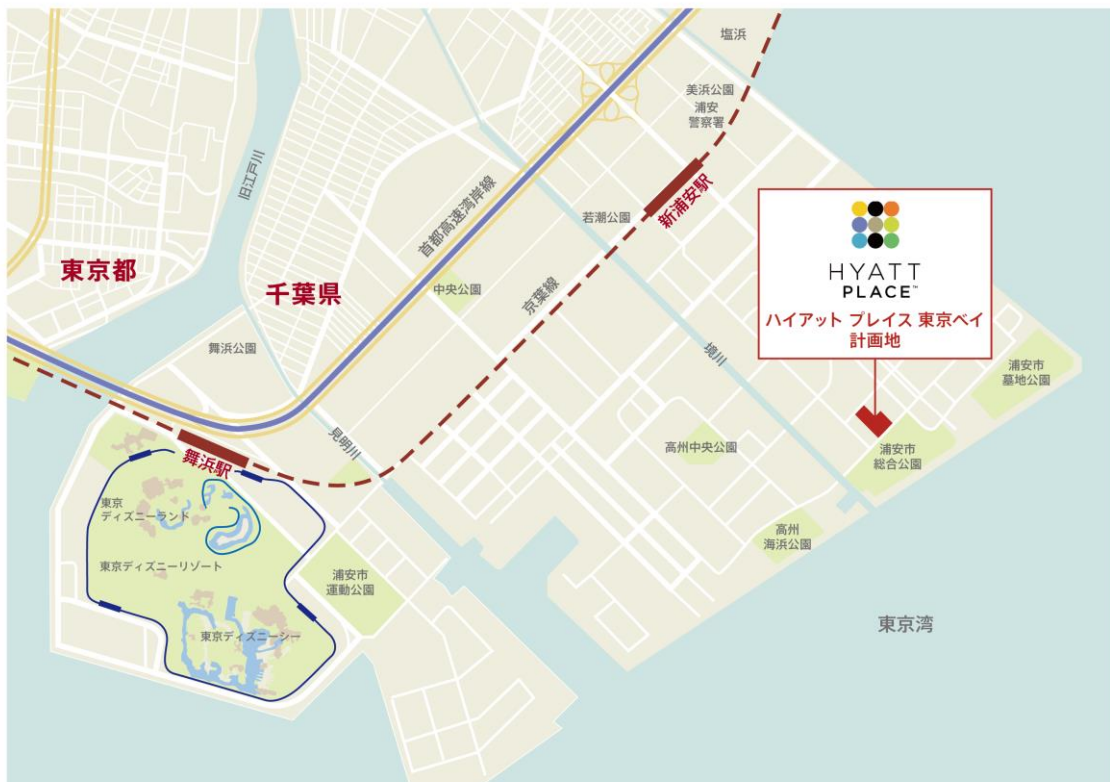 塩浜
美浜公園
浦安
警察署
旧江戸川
首都高速湾岸線
新浦安駅
若潮公園
東京都
千葉県
中央公園
京葉線
HYATT
PLACE™
ハイアット プレイス 東京ベイ
計画地
舞浜公園
境川
浦安市
墓地公園
見明川
舞浜駅
高州中央公園
浦安市
総合公園
東京
ディズニーランド
高州
海浜公園
東京ディズニーリゾート
浦安市
運動公園
東京ディズニーシー
東京湾